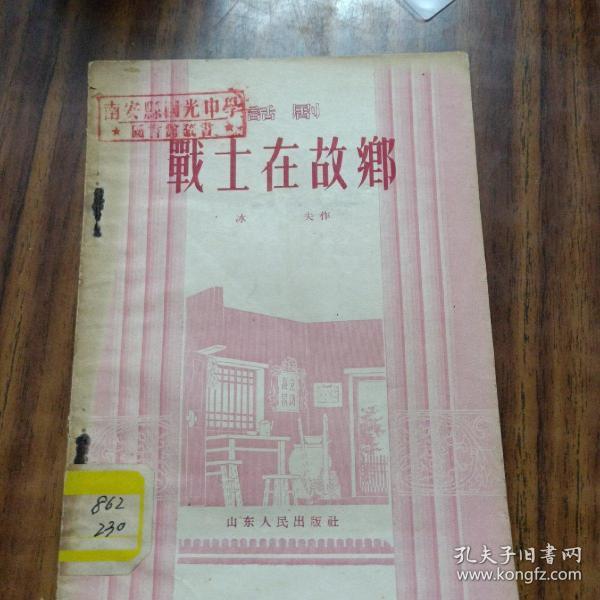 話劇
南安縣國光中學
★圖書館藏書★
戰士在故鄉
冰夫作
山东人民出版社
862
230
孔夫子旧书网
www.kongfz.com